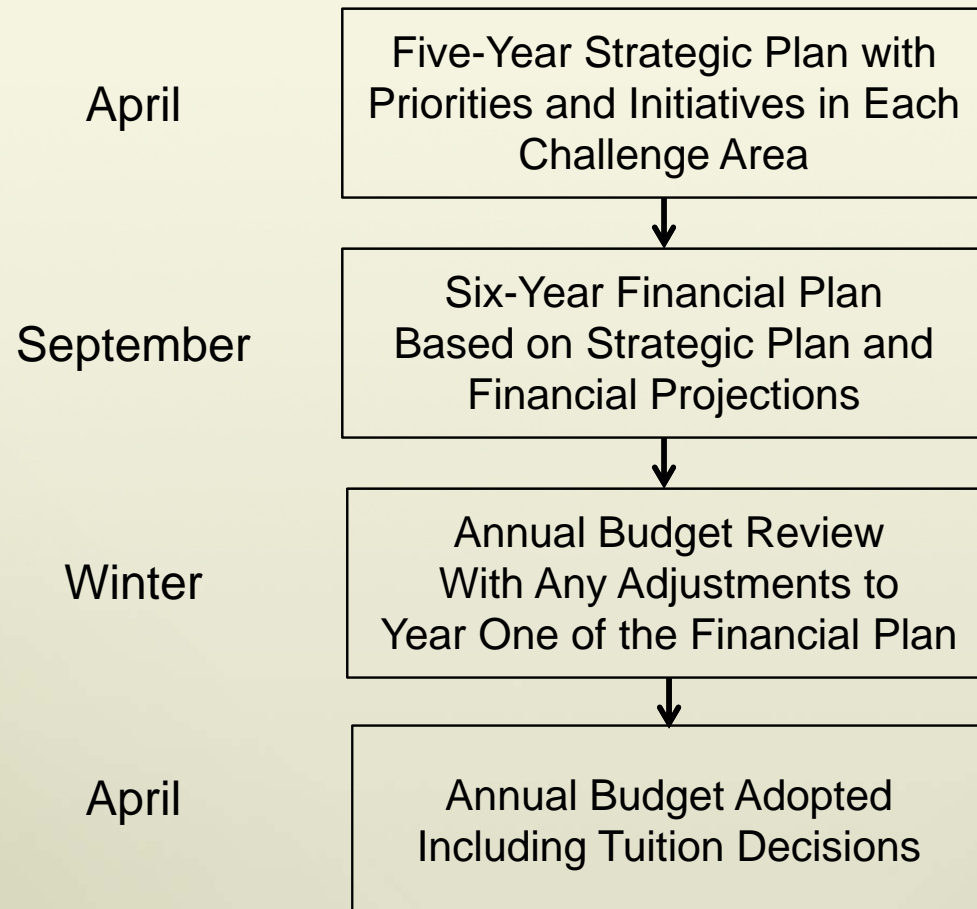 April
Five-Year Strategic Plan with
Priorities and Initiatives in Each
Challenge Area
September
Six-Year Financial Plan
Based on Strategic Plan and
Financial Projections
Winter
Annual Budget Review
With Any Adjustments to
Year One of the Financial Plan
April
Annual Budget Adopted
Including Tuition Decisions